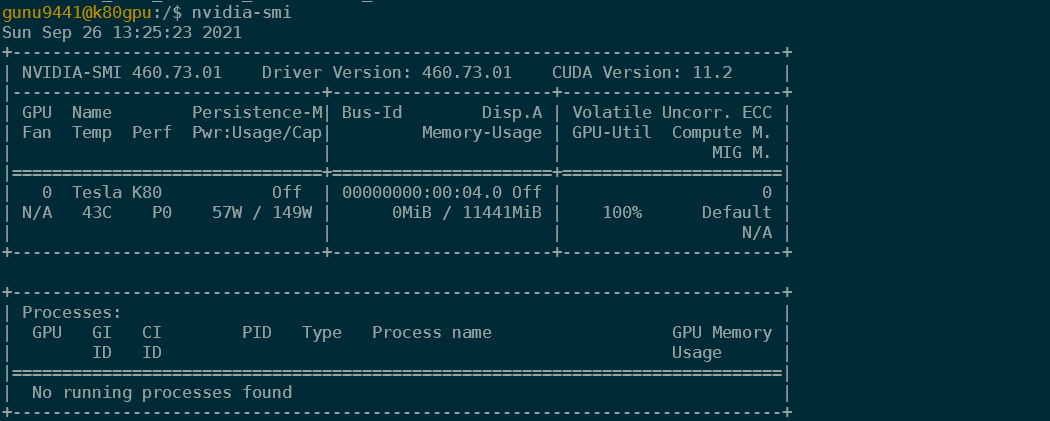 gunu9441@k80gpu:/$ nvidia-smi
Sun Sep 26 13:25:23 2021
+-----------------------------------------------------------------------------+
| NVIDIA-SMI 460.73.01    Driver Version: 460.73.01    CUDA Version: 11.2     |
|-------------------------------+----------------------+----------------------+
| GPU  Name        Persistence-M| Bus-Id        Disp.A | Volatile Uncorr. ECC |
| Fan  Temp  Perf  Pwr:Usage/Cap|         Memory-Usage | GPU-Util  Compute M. |
|                               |                      |               MIG M. |
|===============================+======================+======================|
|   0  Tesla K80           Off  | 00000000:00:04.0 Off |                    0 |
| N/A   43C    P0    57W / 149W |      0MiB / 11441MiB |    100%      Default |
|                               |                      |                  N/A |
+-------------------------------+----------------------+----------------------+

+-----------------------------------------------------------------------------+
| Processes:                                                                  |
|  GPU   GI   CI        PID   Type   Process name                  GPU Memory |
|        ID   ID                                                   Usage      |
|=============================================================================|
|  No running processes found                                                 |
+-----------------------------------------------------------------------------+